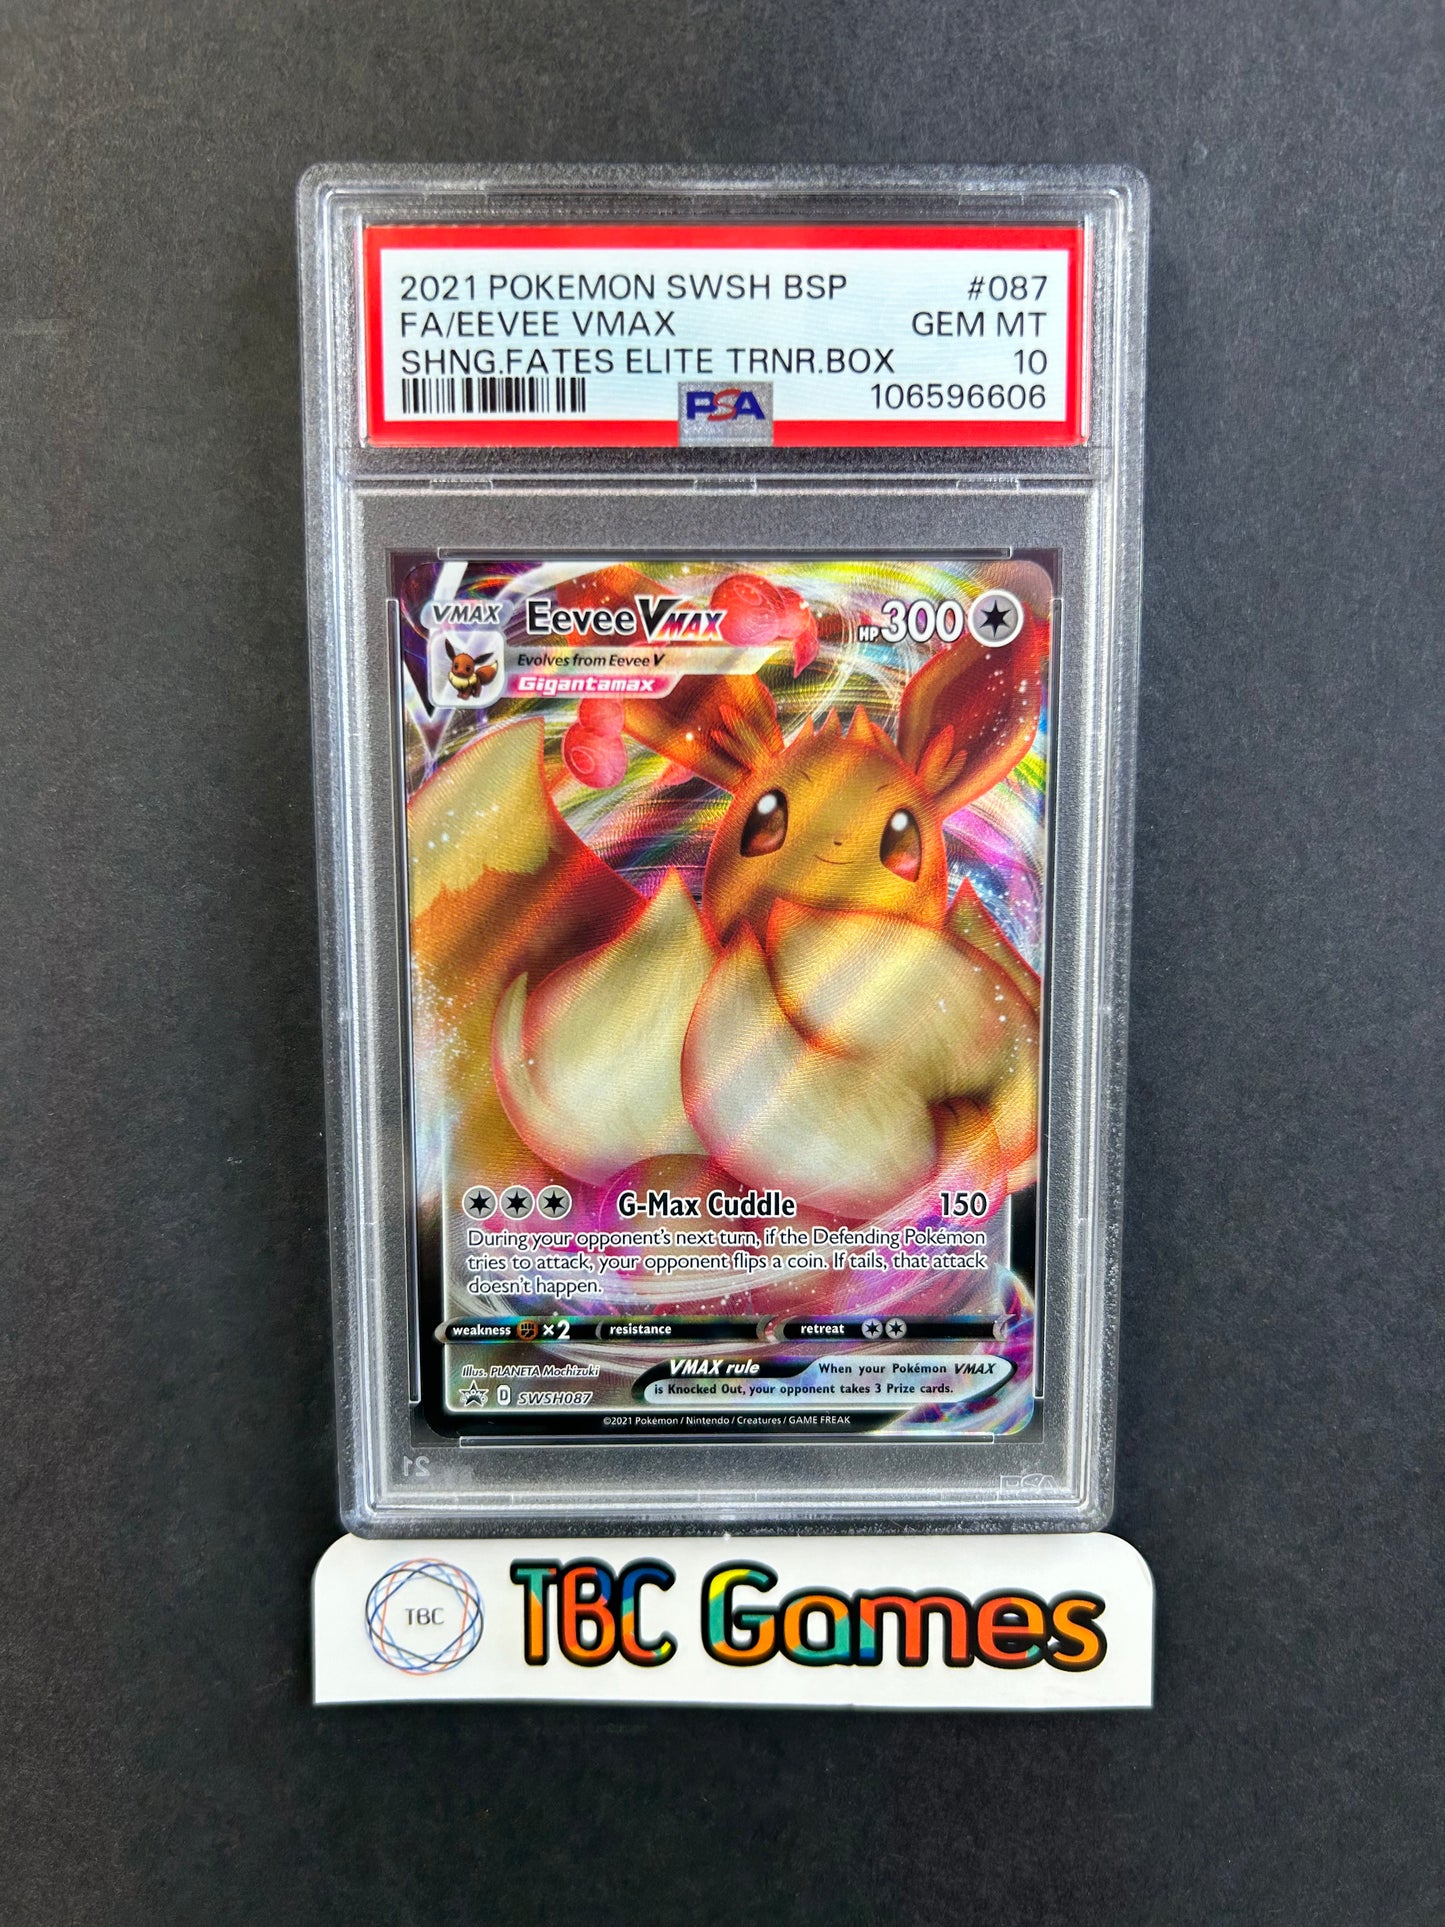 2021 POKEMON SWSH BSP #087
FA/EEVEE VMAX GEM MT
SHNG.FATES ELITE TRNR.BOX 10
PSA 106596606
VMAX Eevee VMAX HP 300
Evolves from Eevee V
Gigantamax
G-Max Cuddle 150
During your opponent's next turn, if the Defending Pokémon
tries to attack, your opponent flips a coin. If tails, that attack
doesn't happen.
weakness ×2 resistance retreat
Illus. PLANETA Mochizuki
VMAX rule When your Pokémon VMAX
is Knocked Out, your opponent takes 3 Prize cards.
D SWSH087
©2021 Pokémon / Nintendo / Creatures / GAME FREAK
21 PSA
TBC TBC Games